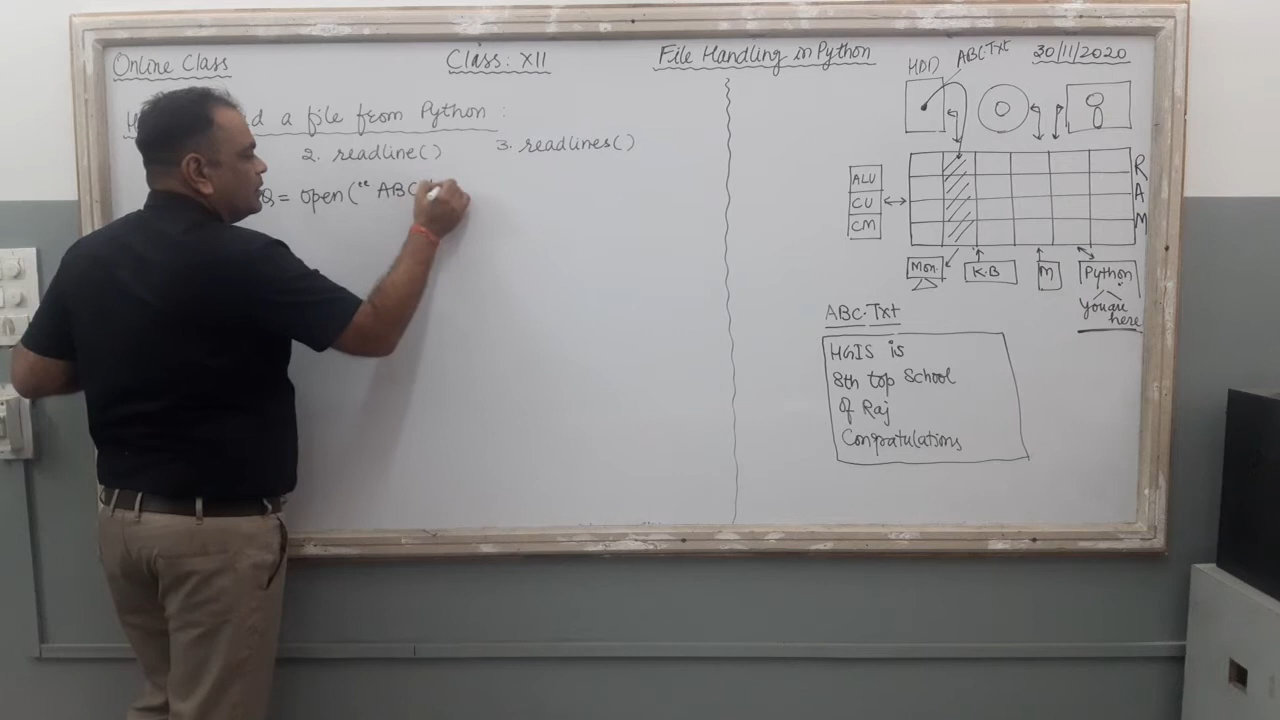 Online Class
Class: XII
File Handling in Python
30/11/2020
a file from Python :
2. readline()
3. readlines()
= open(" ABC
HDD
ABC.Txt
ALU
CU
CM
R
A
M
Mon.
K.B
M
Python
You are
here
ABC.Txt
HGIS is
8th top School
of Raj
Congratulations